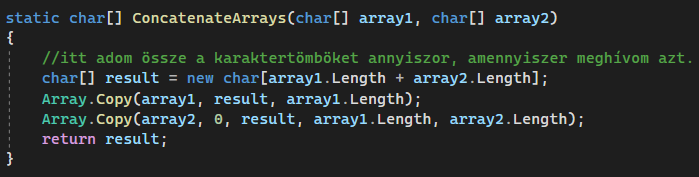 static char[] ConcatenateArrays(char[] array1, char[] array2)
{
//itt adom össze a karaktertömböket annyiszor, amennyiszer meghívom azt.
char[] result = new char[array1.Length + array2.Length];
Array.Copy(array1, result, array1.Length);
Array.Copy(array2, 0, result, array1.Length, array2.Length);
return result;
}